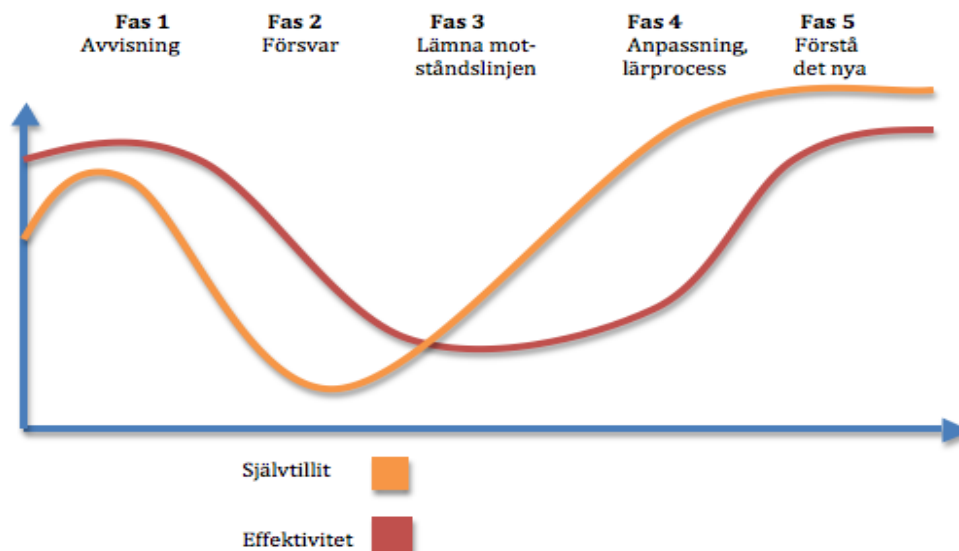 Fas 1
Avvisning
Fas 2
Försvar
Fas 3
Lämna mot-
ståndslinjen
Fas 4
Anpassning,
lärprocess
Fas 5
Förstå
det nya
Självtillit
Effektivitet